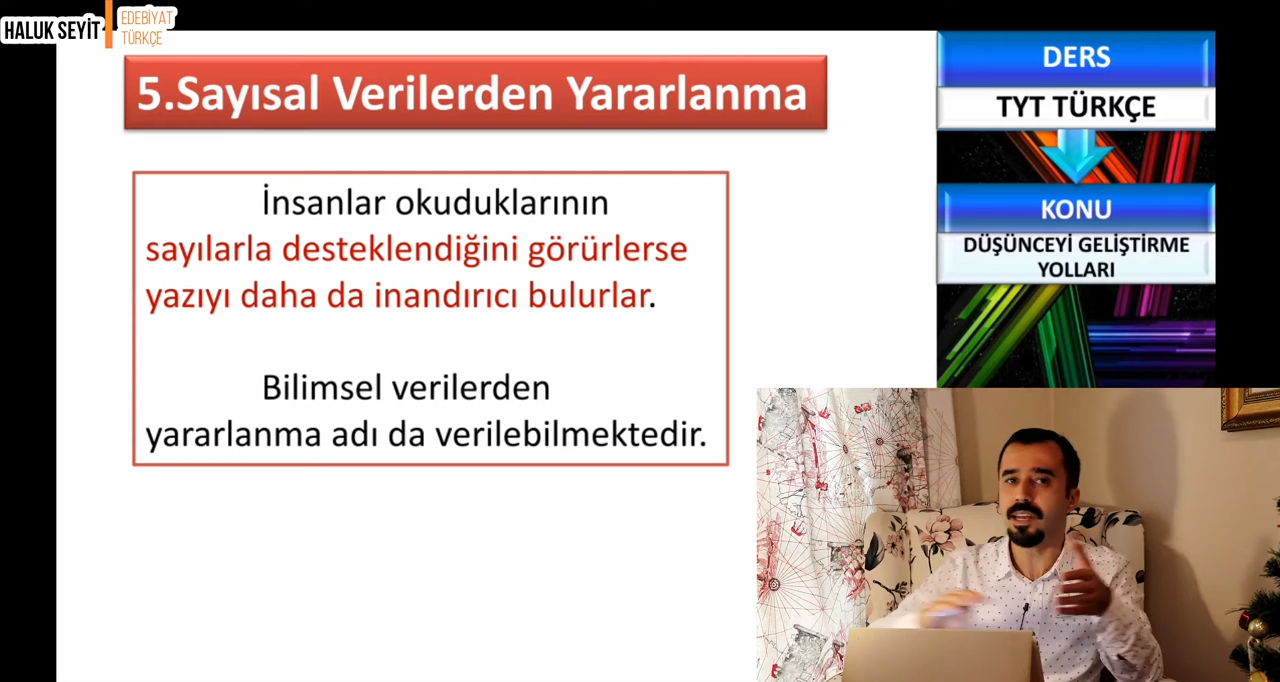 HALUK SEYİT
EDEBİYAT
TÜRKÇE
5.Sayısal Verilerden Yararlanma
İnsanlar okuduklarının
sayılarla desteklendiğini görürlerse
yazıyı daha da inandırıcı bulurlar.
Bilimsel verilerden
yararlanma adı da verilebilmektedir.
DERS
TYT TÜRKÇE
KONU
DÜŞÜNCEYİ GELİŞTİRME
YOLLARI